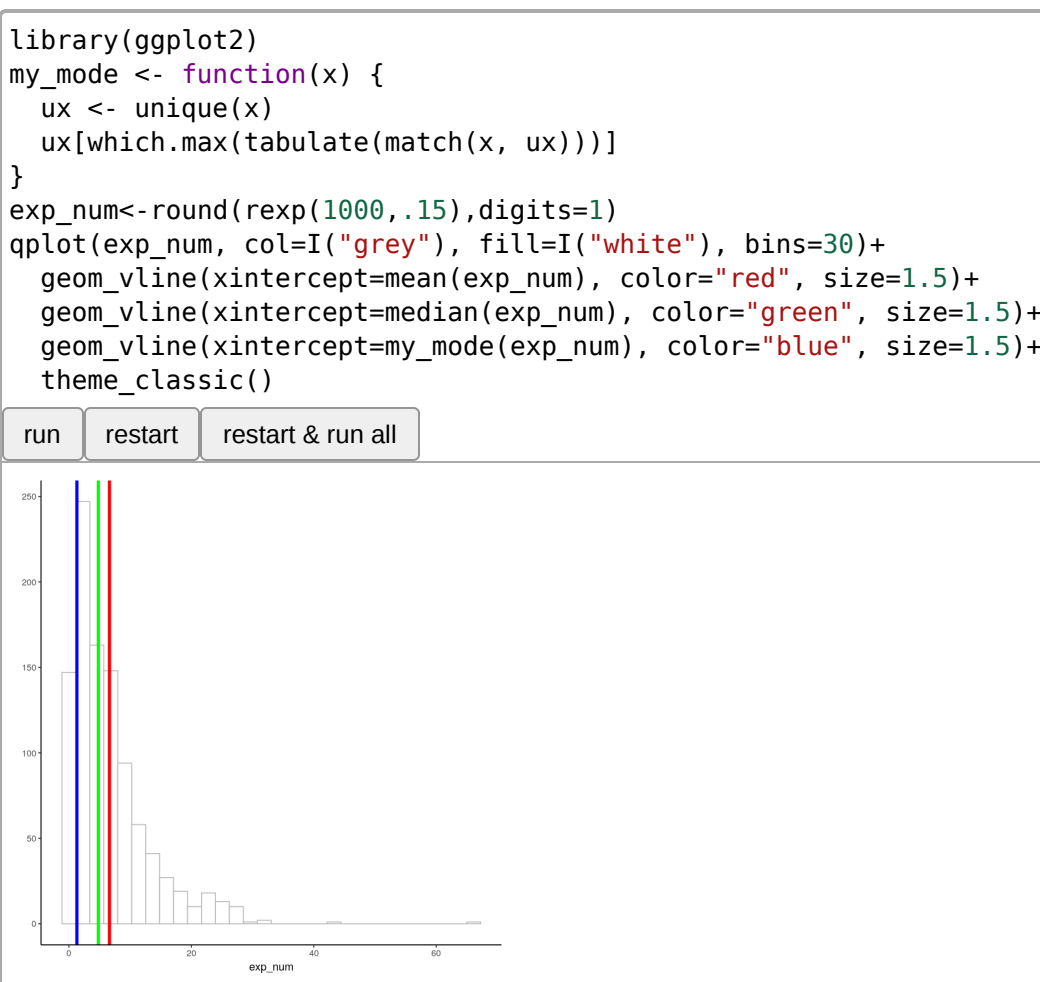 library(ggplot2)
my_mode <- function(x) {
  ux <- unique(x)
  ux[which.max(tabulate(match(x, ux)))]
}
exp_num<-round(rexp(1000,.15),digits=1)
qplot(exp_num, col=I("grey"), fill=I("white"), bins=30)+
  geom_vline(xintercept=mean(exp_num), color="red", size=1.5)+
  geom_vline(xintercept=median(exp_num), color="green", size=1.5)+
  geom_vline(xintercept=my_mode(exp_num), color="blue", size=1.5)+
  theme_classic()
run restart restart & run all
250
200
150
100
50
0
0 20 40 60
exp_num